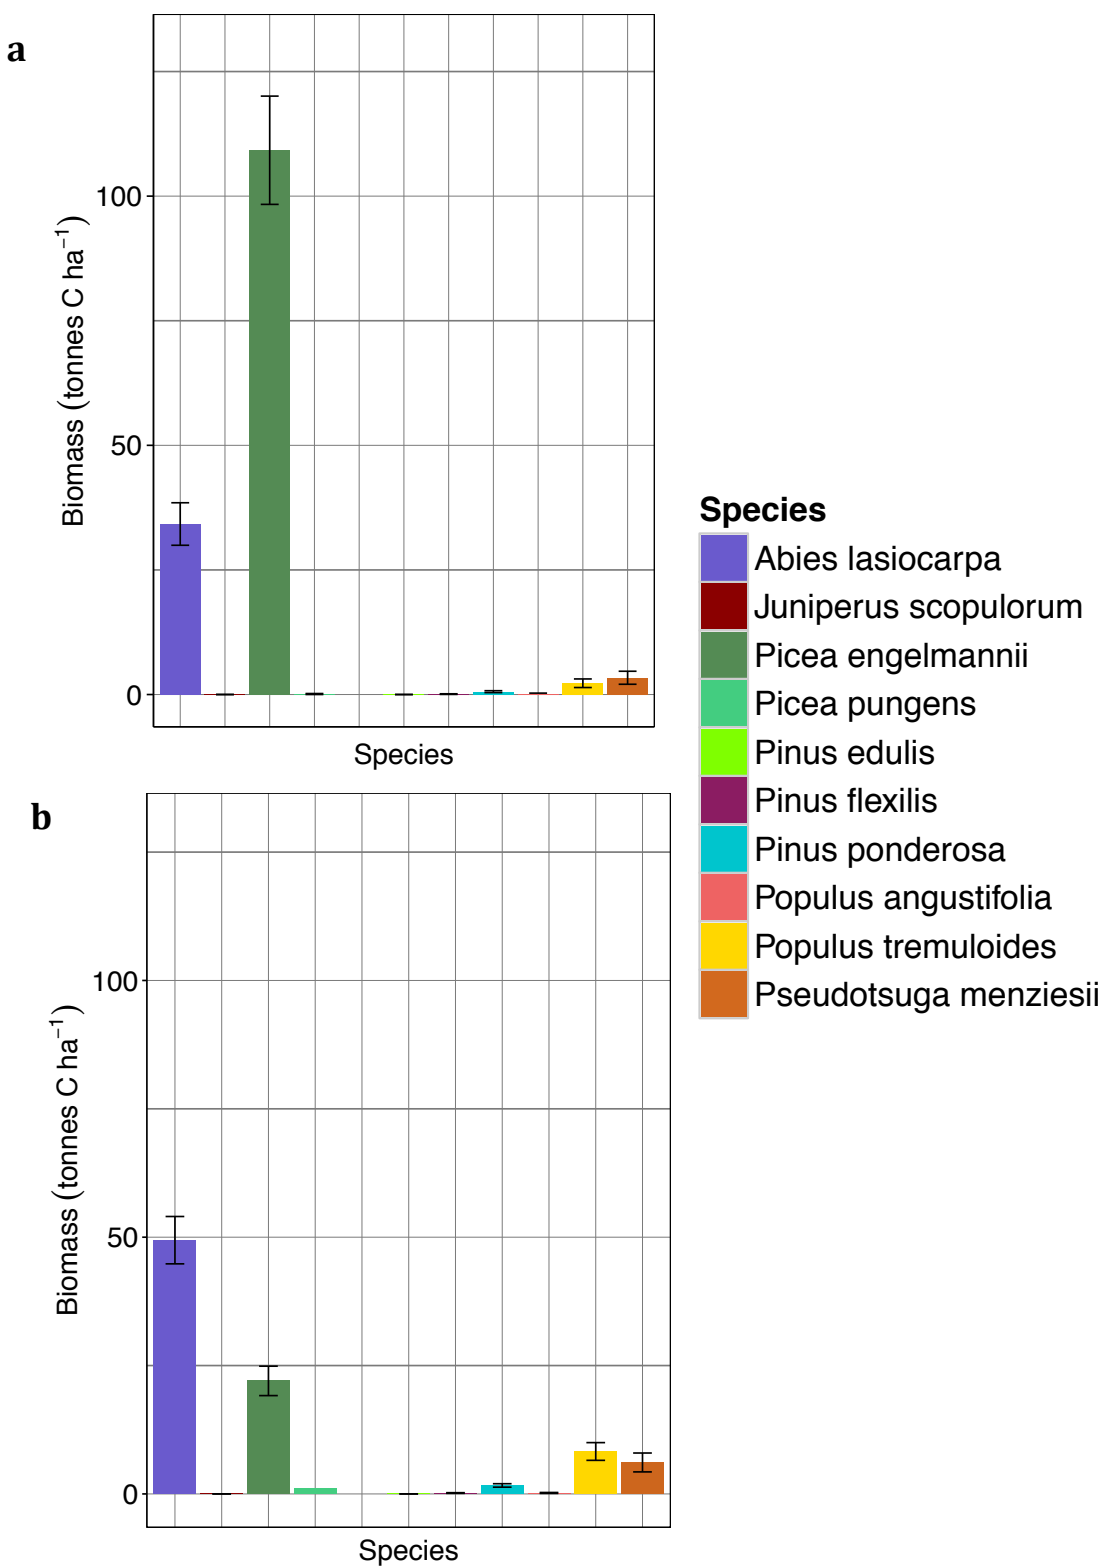 a
100
50
0
Biomass (tonnes C ha⁻¹)
Species
Species
Abies lasiocarpa
Juniperus scopulorum
Picea engelmannii
Picea pungens
Pinus edulis
Pinus flexilis
Pinus ponderosa
Populus angustifolia
Populus tremuloides
Pseudotsuga menziesii
b
100
50
0
Biomass (tonnes C ha⁻¹)
Species